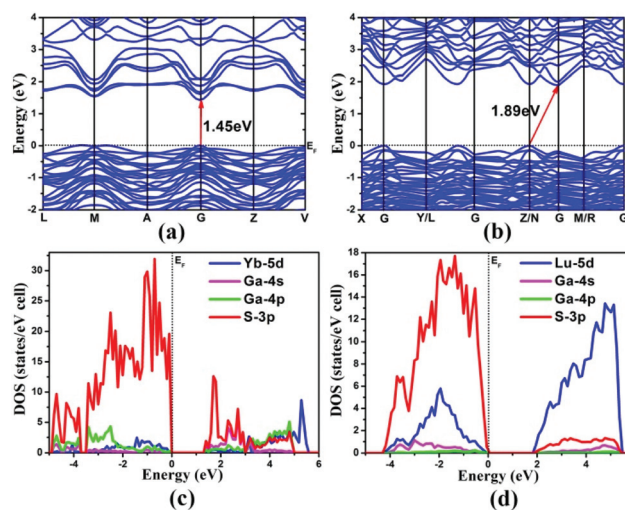 4
3
2
1
0
-1
-2
Energy (eV)
1.45eV
E_F
L M A G Z V
(a)
4
3
2
1
0
-1
-2
Energy (eV)
1.89eV
E_F
X G Y/L G Z/N G M/R G
(b)
30
25
20
15
10
5
0
DOS (states/eV cell)
E_F
Yb-5d
Ga-4s
Ga-4p
S-3p
-4 -2 0 2 4 6
Energy (eV)
(c)
18
16
14
12
10
8
6
4
2
0
DOS (states/eV cell)
E_F
Lu-5d
Ga-4s
Ga-4p
S-3p
-4 -2 0 2 4
Energy (eV)
(d)